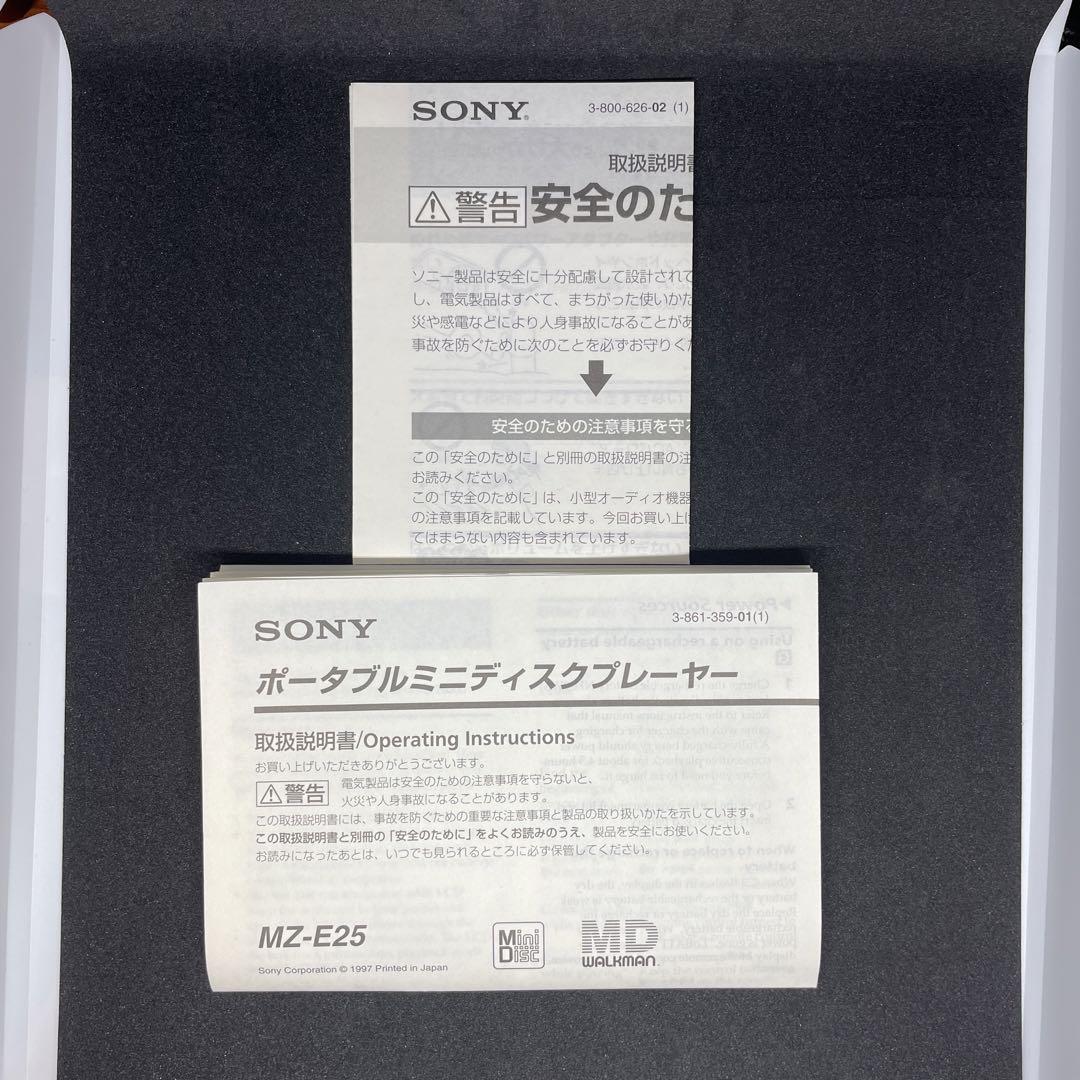 SONY®
3-800-626-02 (1)
取扱説明
警告 安全のた
ソニー製品は安全に十分配慮して設計されて
し、電気製品はすべて、まちがった使いかた
災や感電などにより人身事故になることがあ
事故を防ぐために次のことを必ずお守りくだ
安全のための注意事項を守る
この「安全のために」と別冊の取扱説明書の注
お読みください。
この「安全のために」は、小型オーディオ機器
の注意事項を記載しています。今回お買い上げ
てはまらない内容も含まれています。
SONY
3-861-359-01(1)
ポータブルミニディスクプレーヤー
取扱説明書/Operating Instructions
お買い上げいただきありがとうございます。
警告
電気製品は安全のための注意事項を守らないと、
火災や人身事故になることがあります。
この取扱説明書には、事故を防ぐための重要な注意事項と製品の取り扱いかたを示しています。
この取扱説明書と別冊の「安全のために」をよくお読みのうえ、製品を安全にお使いください。
お読みになったあとは、いつでも見られるところに必ず保管してください。
MZ-E25
Mini
Disc
MD
WALKMAN
Sony Corporation © 1997 Printed in Japan